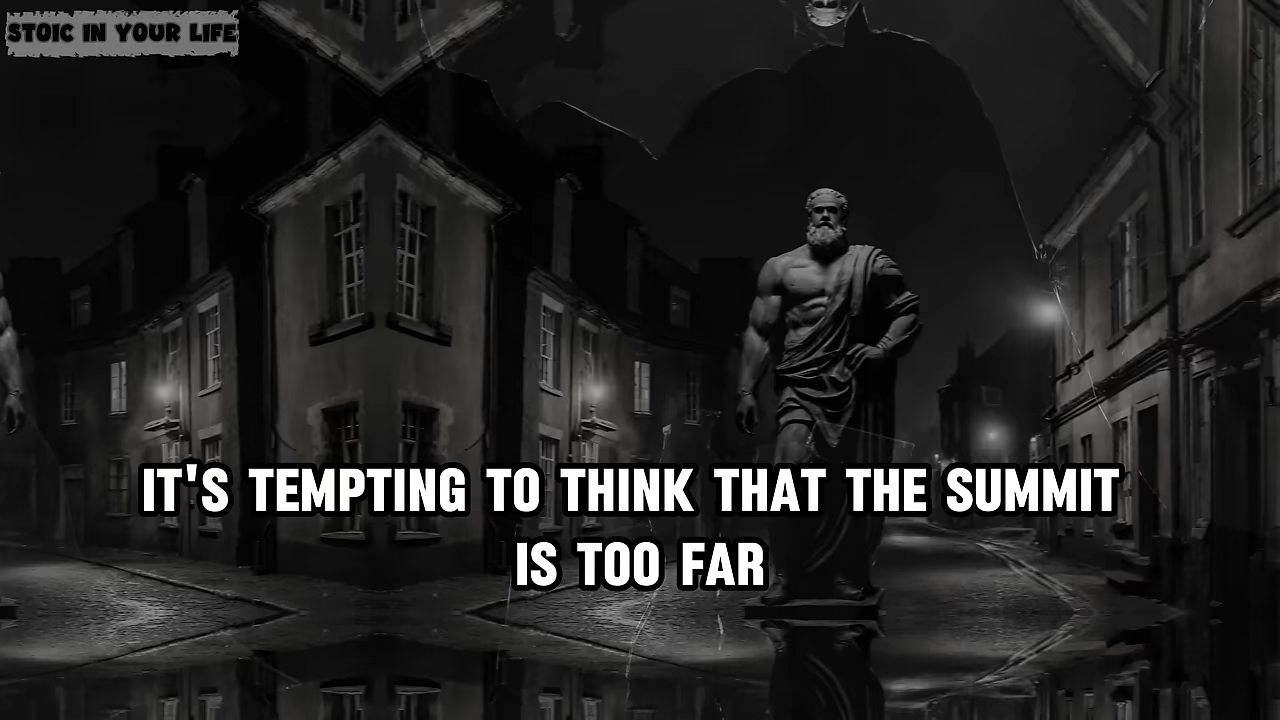 STOIC IN YOUR LIFE
IT'S TEMPTING TO THINK THAT THE SUMMIT
IS TOO FAR